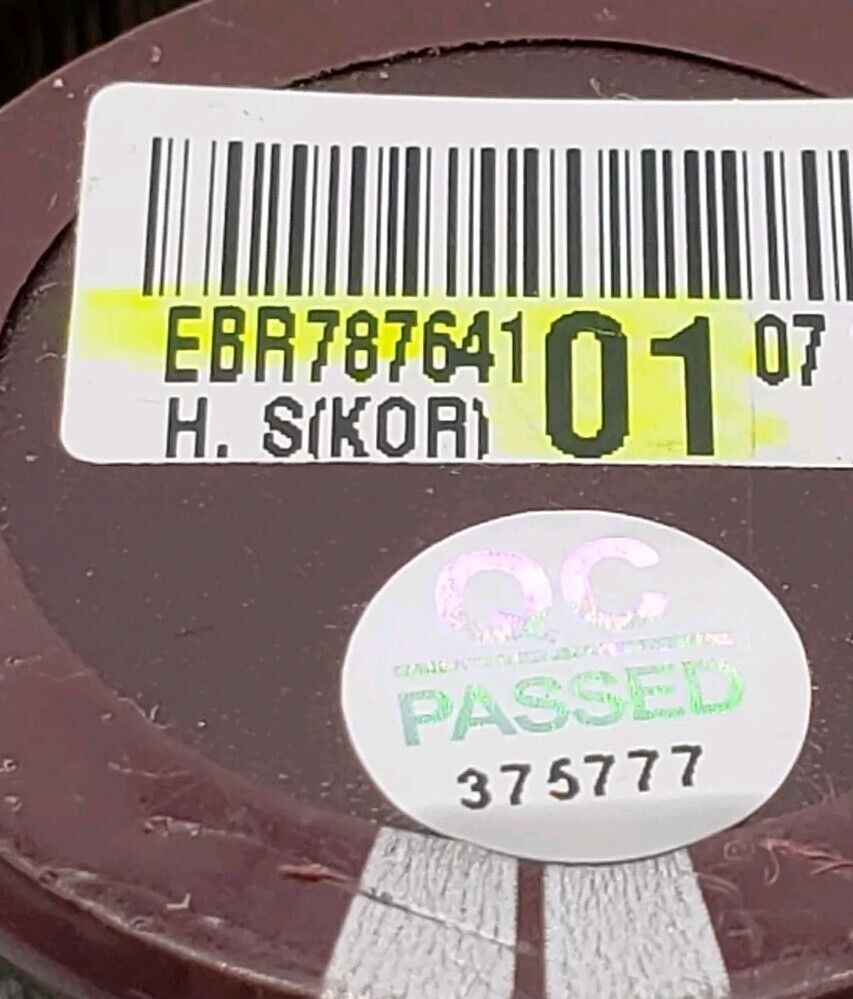 EBR78764101 07
H. S(KOR)
QC
PASSED
375777